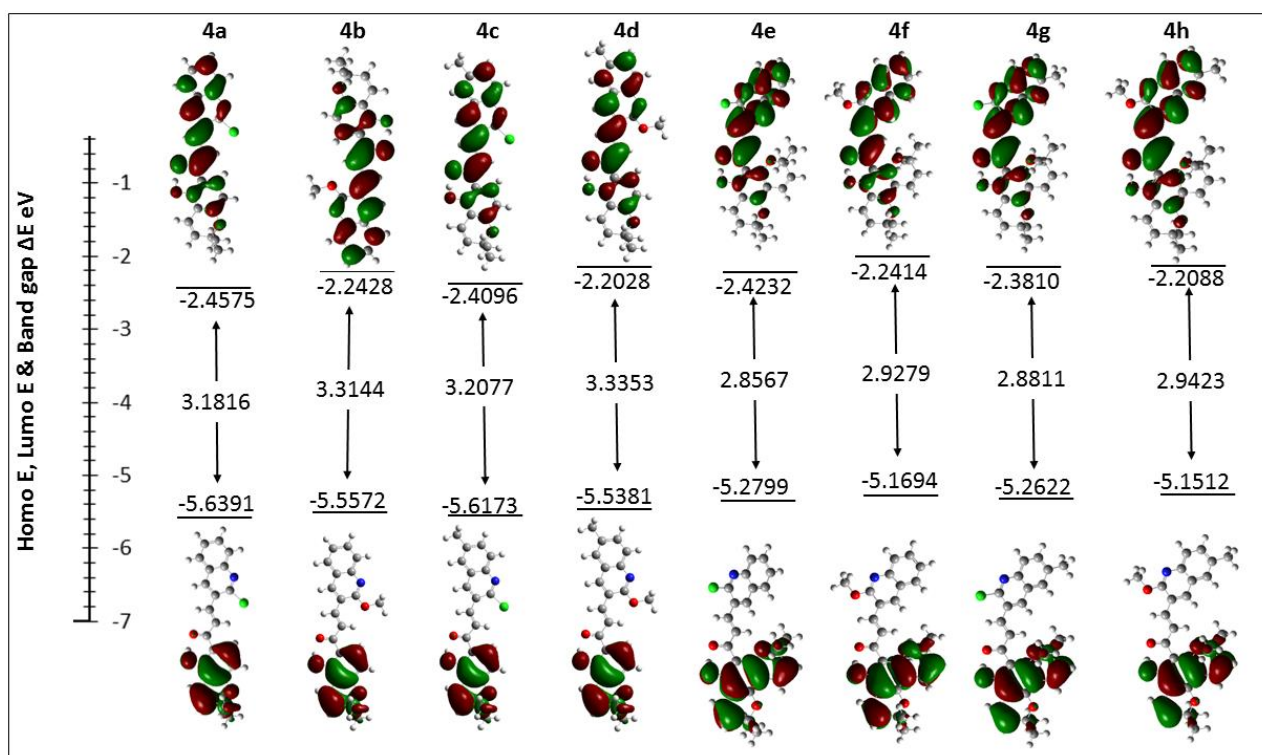 4a 4b 4c 4d 4e 4f 4g 4h
Homo E, Lumo E & Band gap ΔE eV
-1
-2
-3
-4
-5
-6
-7
-2.4575 -2.2428 -2.4096 -2.2028 -2.4232 -2.2414 -2.3810 -2.2088
3.1816 3.3144 3.2077 3.3353 2.8567 2.9279 2.8811 2.9423
-5.6391 -5.5572 -5.6173 -5.5381 -5.2799 -5.1694 -5.2622 -5.1512